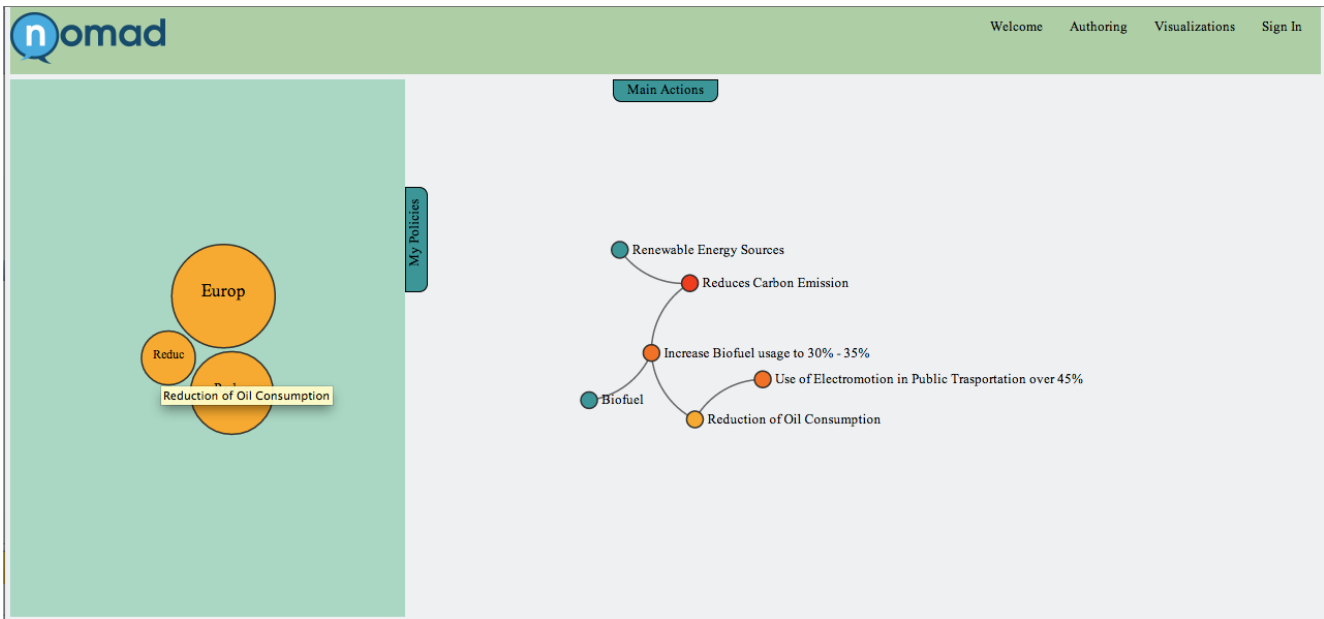 nomad
Welcome Authoring Visualizations Sign In
Main Actions
My Policies
Europ
Reduc
Reduction of Oil Consumption
Renewable Energy Sources
Reduces Carbon Emission
Increase Biofuel usage to 30% - 35%
Use of Electromotion in Public Trasportation over 45%
Biofuel
Reduction of Oil Consumption